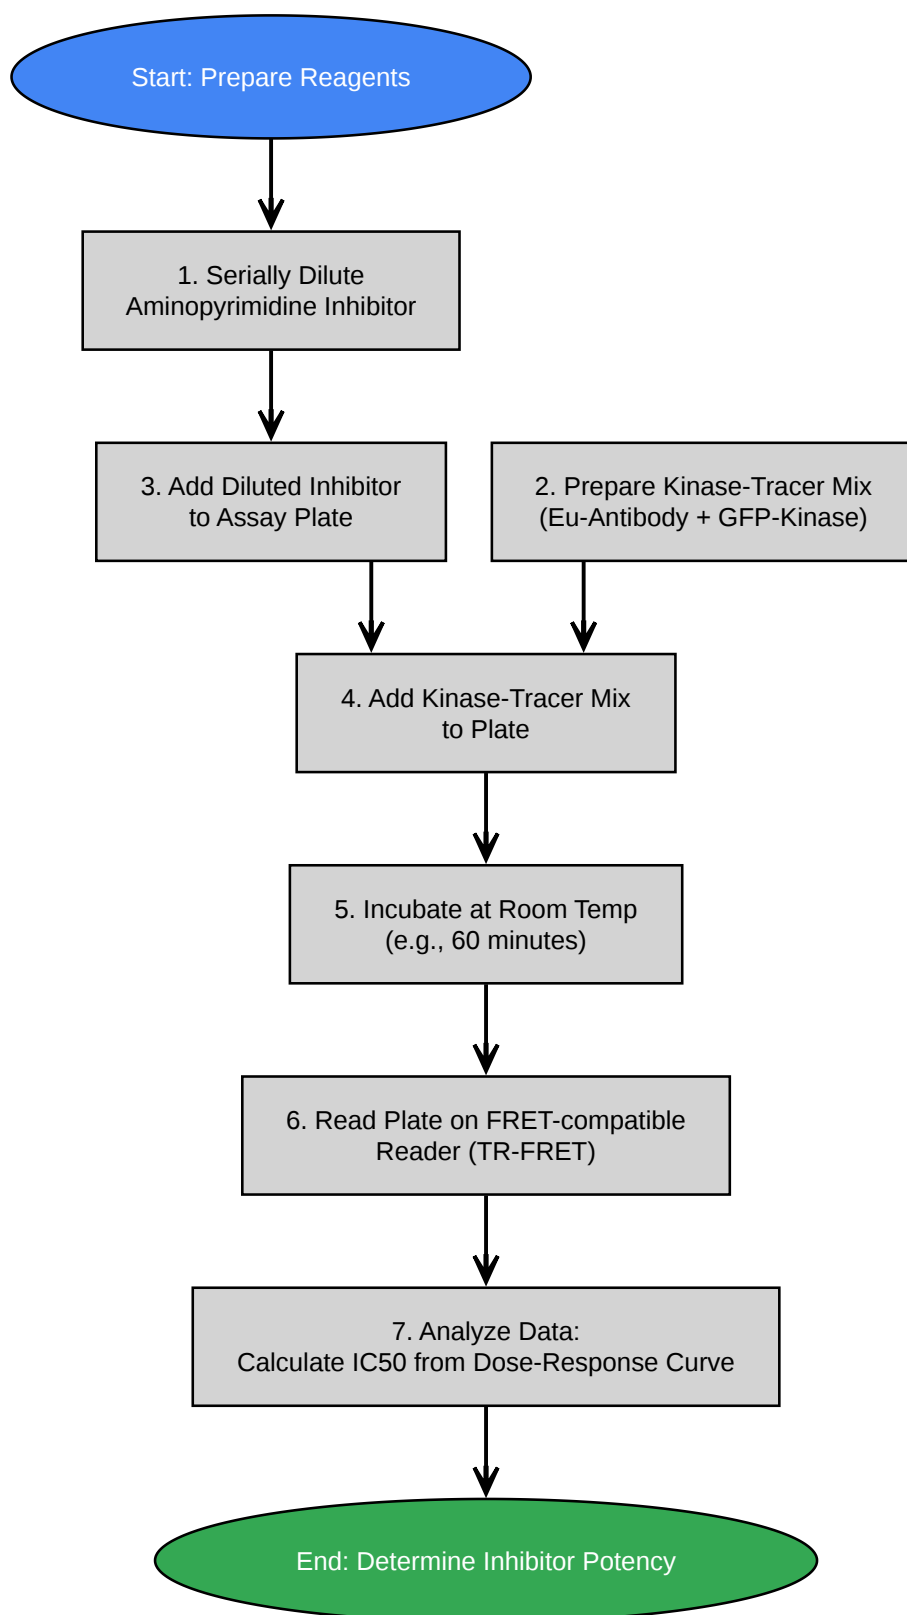 Start: Prepare Reagents
1. Serially Dilute
Aminopyrimidine Inhibitor
3. Add Diluted Inhibitor
to Assay Plate
2. Prepare Kinase-Tracer Mix
(Eu-Antibody + GFP-Kinase)
4. Add Kinase-Tracer Mix
to Plate
5. Incubate at Room Temp
(e.g., 60 minutes)
6. Read Plate on FRET-compatible
Reader (TR-FRET)
7. Analyze Data:
Calculate IC50 from Dose-Response Curve
End: Determine Inhibitor Potency